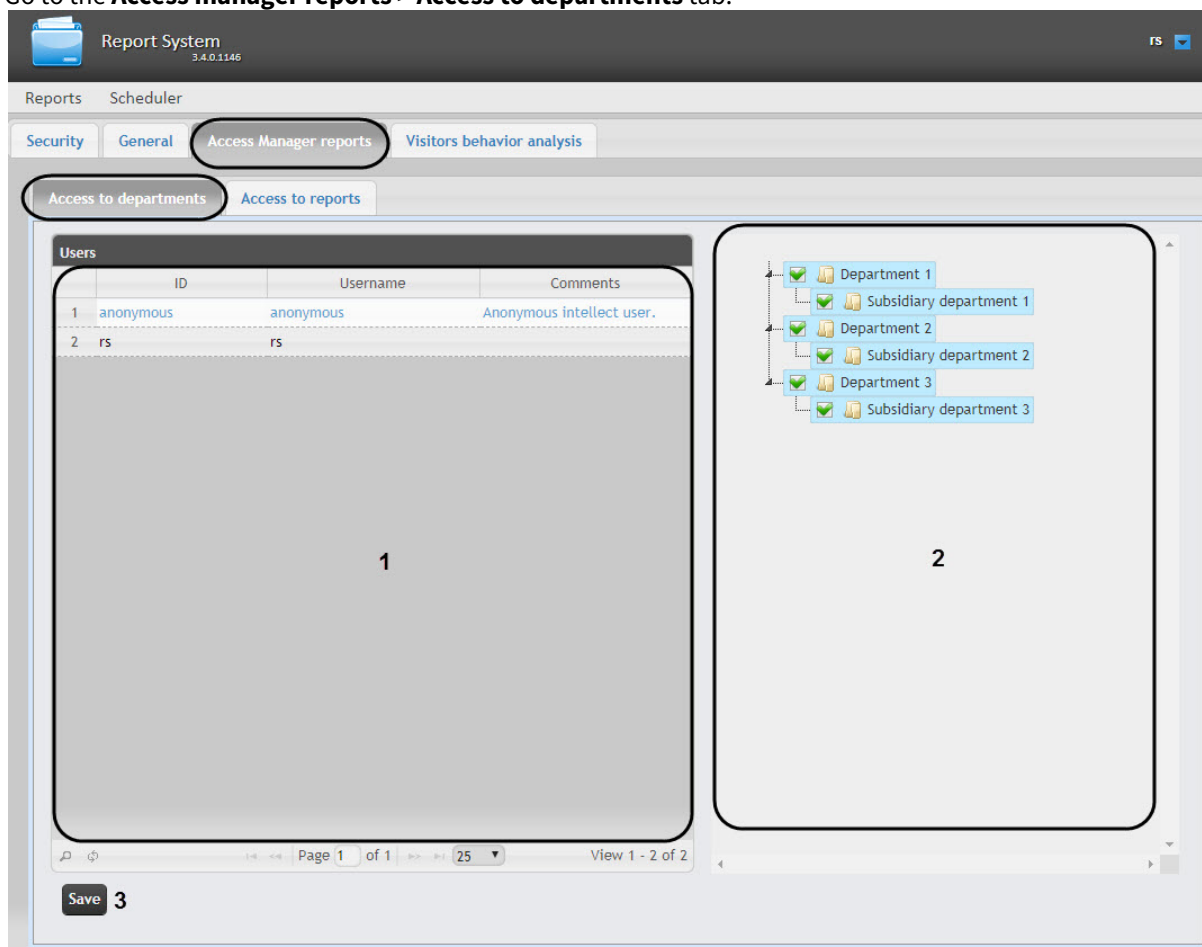 Go to the Access manager reports > Access to departments tab.
Report System
3.4.0.1146
rs
Reports Scheduler
Security General Access Manager reports Visitors behavior analysis
Access to departments Access to reports
Users
ID Username Comments
1 anonymous anonymous Anonymous intellect user.
2 rs rs
1
Page 1 of 1 25 View 1 - 2 of 2
Department 1
Subsidiary department 1
Department 2
Subsidiary department 2
Department 3
Subsidiary department 3
2
Save 3